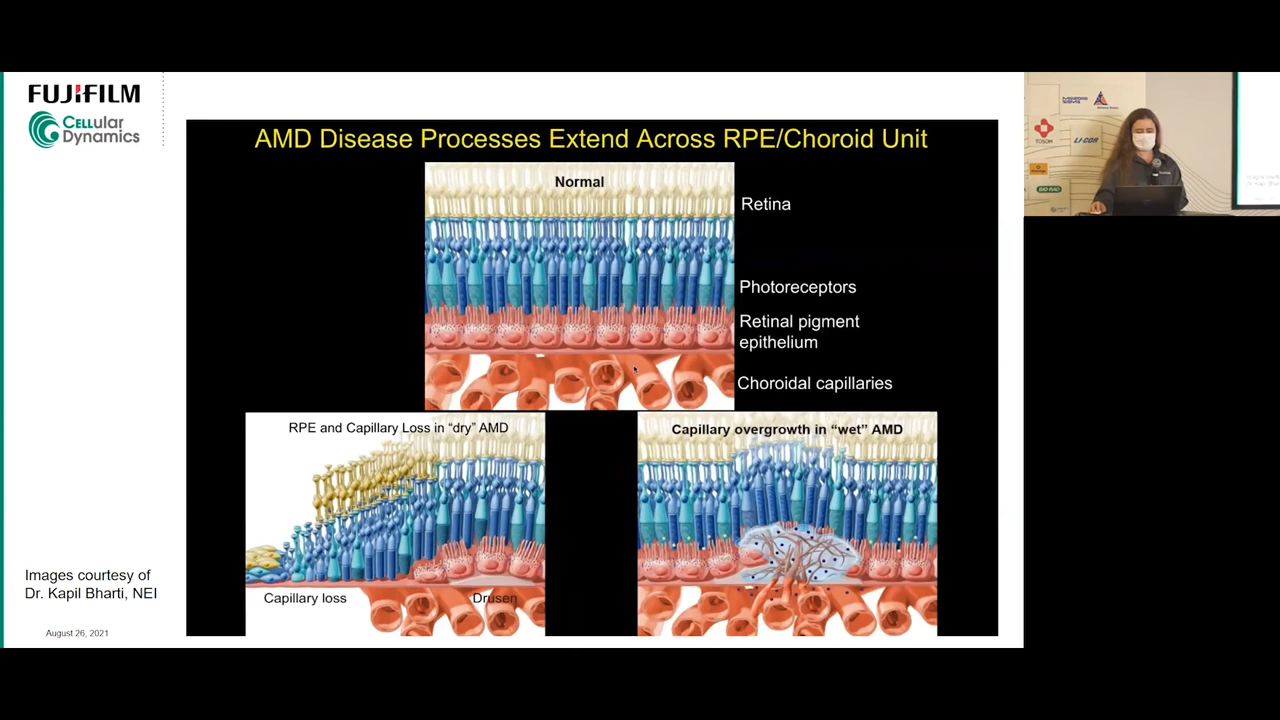 FUJIFILM
CELLular
Dynamics
AMD Disease Processes Extend Across RPE/Choroid Unit
Normal
Retina
Photoreceptors
Retinal pigment
epithelium
Choroidal capillaries
RPE and Capillary Loss in “dry” AMD
Capillary loss
Drusen
Capillary overgrowth in “wet” AMD
Images courtesy of
Dr. Kapil Bharti, NEI
August 26, 2021
TOSOH
LI-COR
BIO-RAD